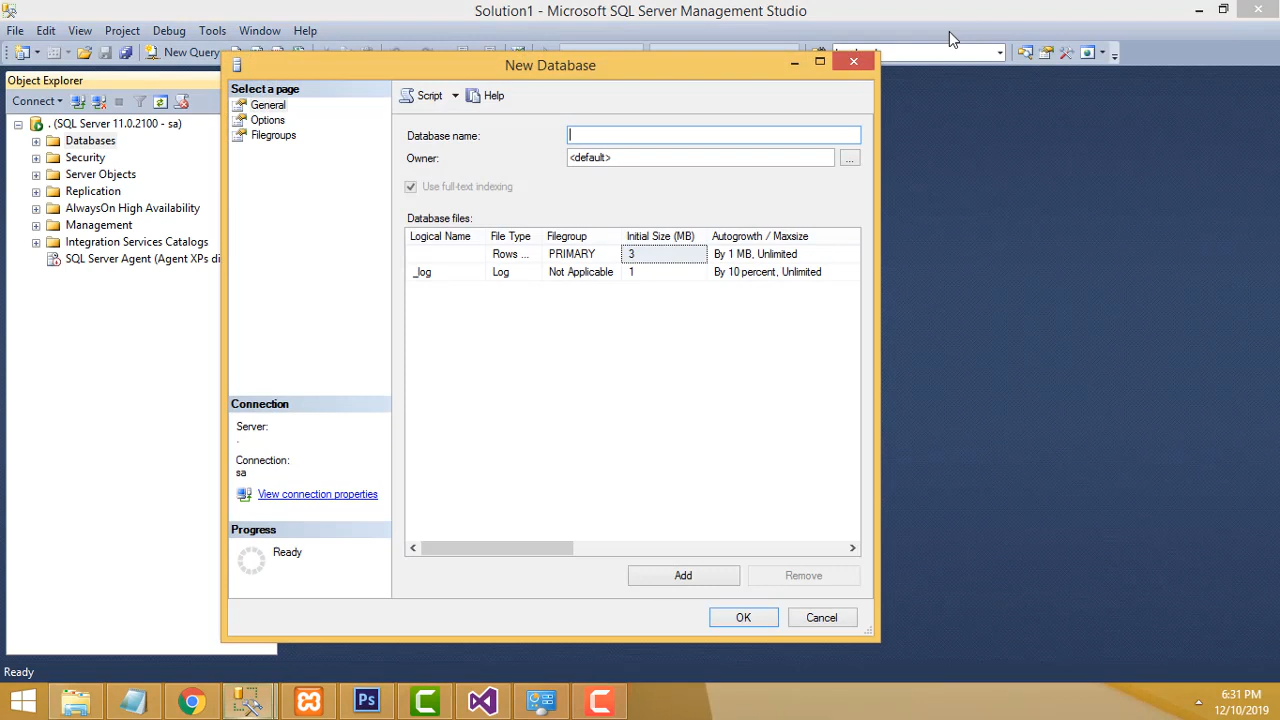 Solution1 - Microsoft SQL Server Management Studio
File Edit View Project Debug Tools Window Help
New Query
Object Explorer
Connect
. (SQL Server 11.0.2100 - sa)
Databases
Security
Server Objects
Replication
AlwaysOn High Availability
Management
Integration Services Catalogs
SQL Server Agent (Agent XPs di
New Database
Select a page
General
Options
Filegroups
Script Help
Database name:
Owner: <default> ...
Use full-text indexing
Database files:
Logical Name File Type Filegroup Initial Size (MB) Autogrowth / Maxsize
Rows ... PRIMARY 3 By 1 MB, Unlimited
_log Log Not Applicable 1 By 10 percent, Unlimited
Connection
Server:
.
Connection:
sa
View connection properties
Progress
Ready
Add Remove
OK Cancel
Ready
Ps
6:31 PM
12/10/2019